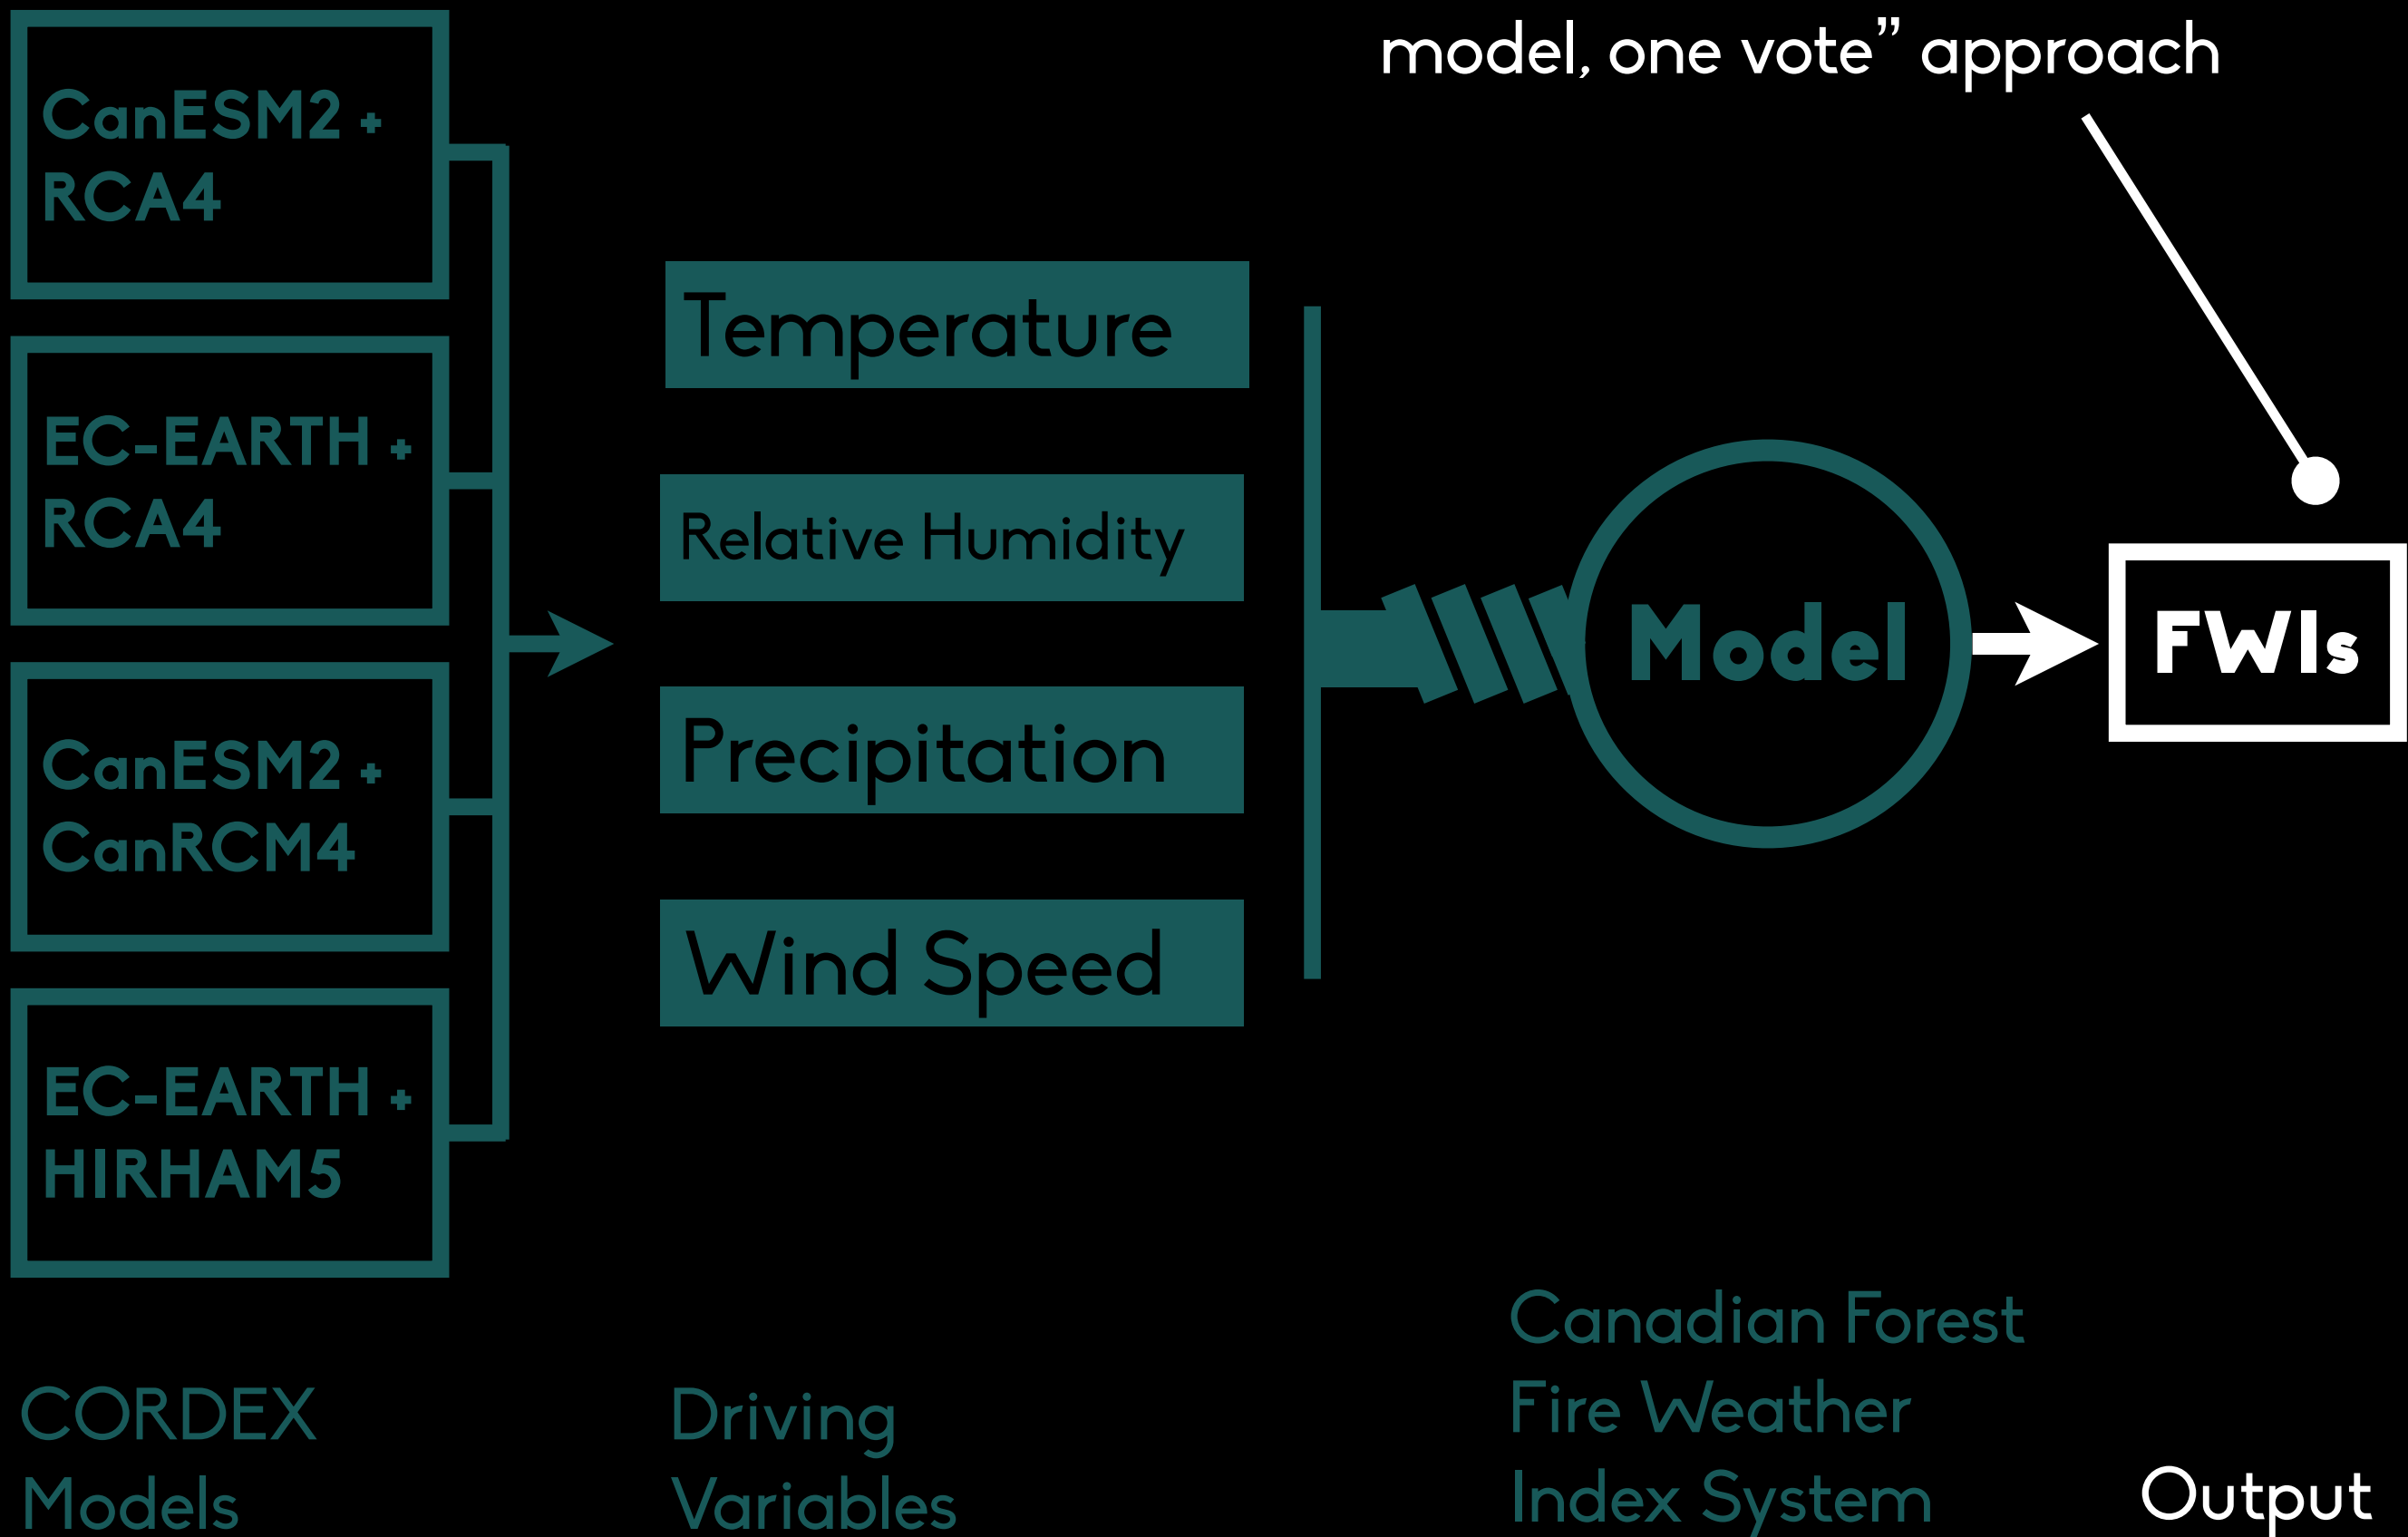 model, one vote” approach
CanESM2 +
RCA4
EC-EARTH +
RCA4
CanESM2 +
CanRCM4
EC-EARTH +
HIRHAM5
Temperature
Relative Humidity
Precipitation
Wind Speed
Model
FWIs
CORDEX
Models
Driving
Variables
Canadian Forest
Fire Weather
Index System
Output